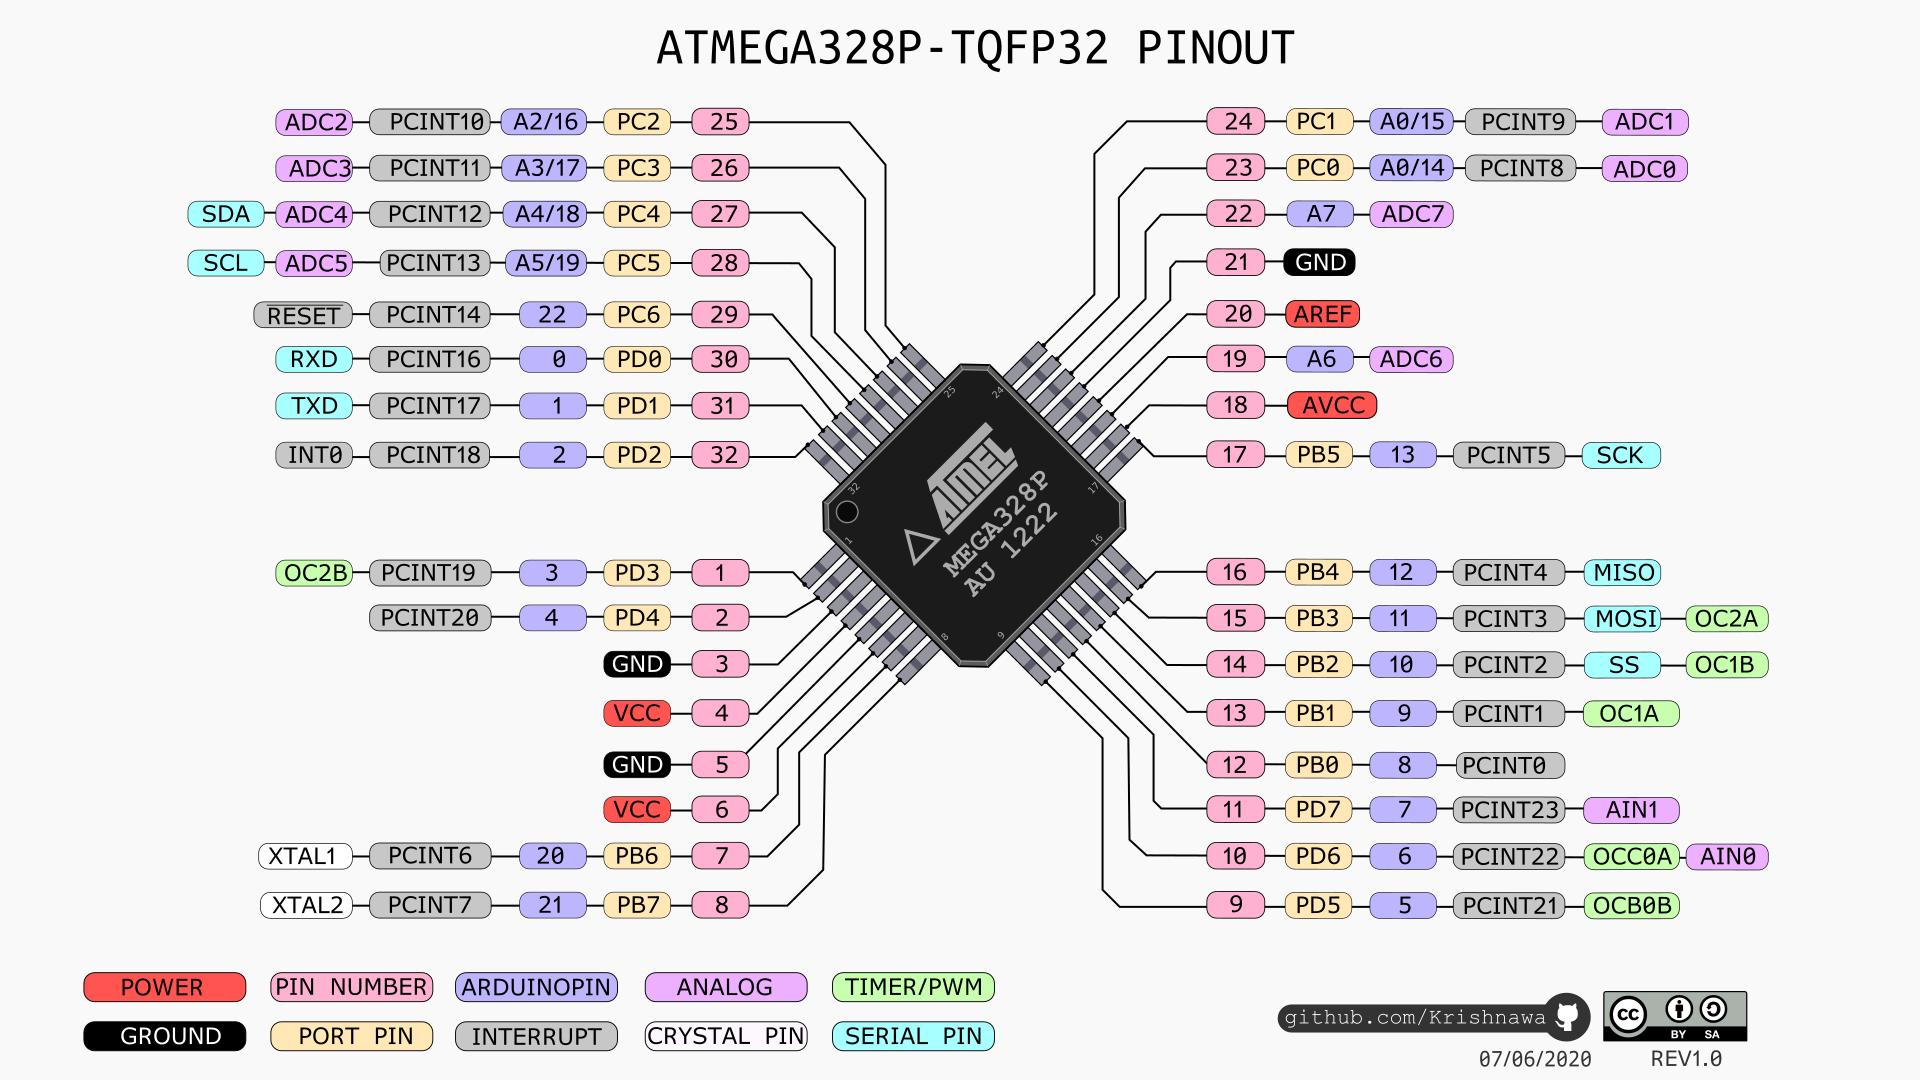 ATMEGA328P-TQFP32 PINOUT
ADC2 PCINT10 A2/16 PC2 25
ADC3 PCINT11 A3/17 PC3 26
SDA ADC4 PCINT12 A4/18 PC4 27
SCL ADC5 PCINT13 A5/19 PC5 28
RESET PCINT14 22 PC6 29
RXD PCINT16 0 PD0 30
TXD PCINT17 1 PD1 31
INT0 PCINT18 2 PD2 32
24 PC1 A0/15 PCINT9 ADC1
23 PC0 A0/14 PCINT8 ADC0
22 A7 ADC7
21 GND
20 AREF
19 A6 ADC6
18 AVCC
17 PB5 13 PCINT5 SCK
25
24
32
17
1
16
8
9
ATMEL
MEGA328P
AU 1222
OC2B PCINT19 3 PD3 1
PCINT20 4 PD4 2
GND 3
VCC 4
GND 5
VCC 6
XTAL1 PCINT6 20 PB6 7
XTAL2 PCINT7 21 PB7 8
16 PB4 12 PCINT4 MISO
15 PB3 11 PCINT3 MOSI OC2A
14 PB2 10 PCINT2 SS OC1B
13 PB1 9 PCINT1 OC1A
12 PB0 8 PCINT0
11 PD7 7 PCINT23 AIN1
10 PD6 6 PCINT22 OCC0A AIN0
9 PD5 5 PCINT21 OCB0B
POWER PIN NUMBER ARDUINOPIN ANALOG TIMER/PWM
GROUND PORT PIN INTERRUPT CRYSTAL PIN SERIAL PIN
github.com/Krishnawa
cc
BY SA
07/06/2020 REV1.0